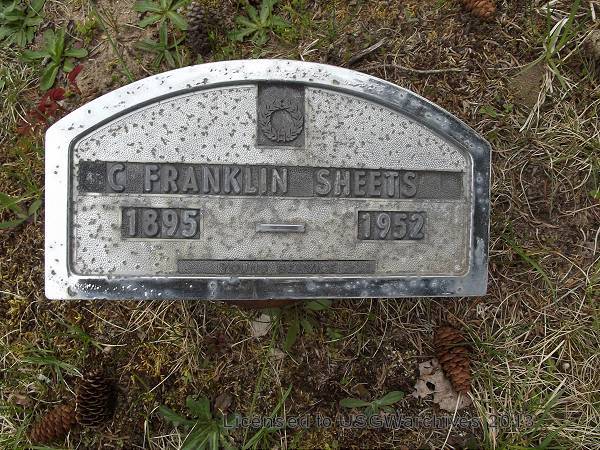 C FRANKLIN SHEETS
1895 — 1952
Licensed to USGWArchives 2013